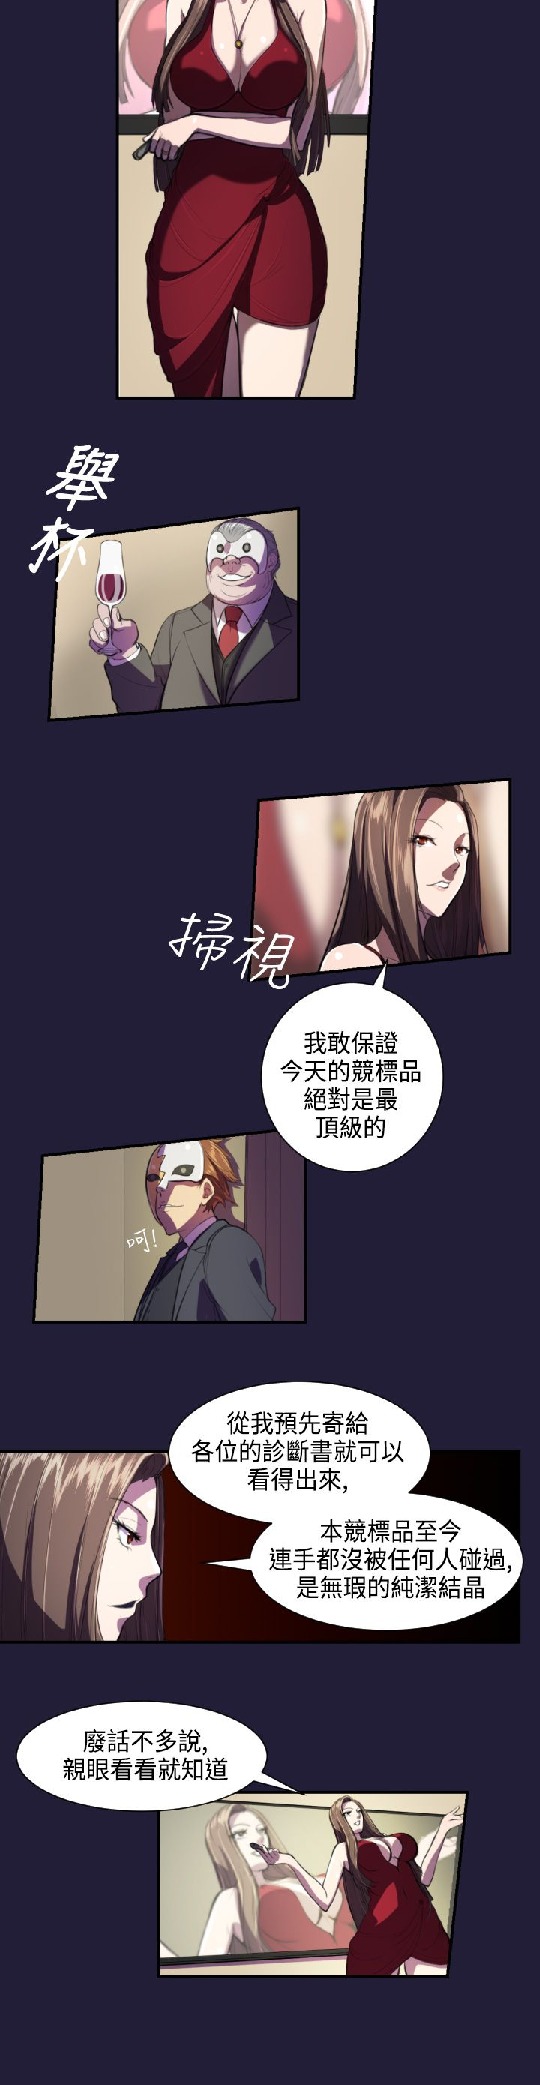 舉杯
掃視
我敢保證
今天的競標品
絕對是最
頂級的
呵!
從我預先寄給
各位的診斷書就可以
看得出來,
本競標品至今
連手都沒被任何人碰過,
是無瑕的純潔結晶
廢話不多說,
親眼看看就知道